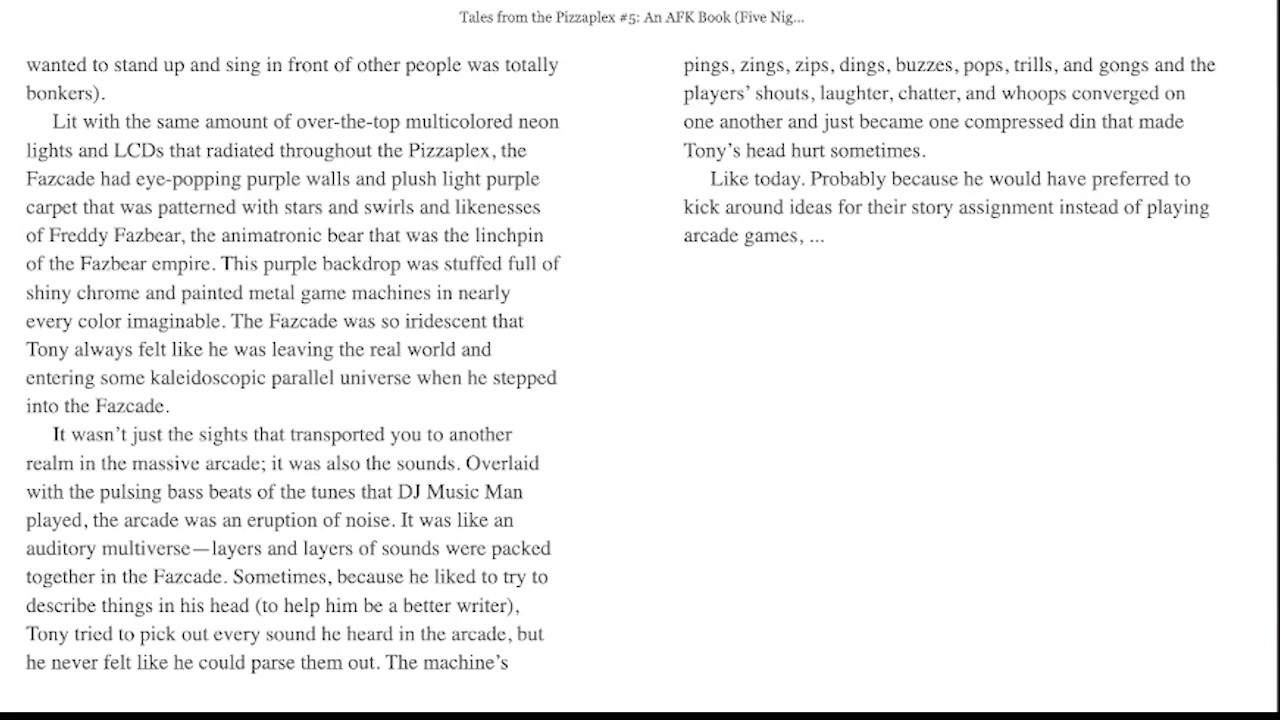 Tales from the Pizzaplex #5: An AFK Book (Five Nig...
wanted to stand up and sing in front of other people was totally
bonkers).
Lit with the same amount of over-the-top multicolored neon
lights and LCDs that radiated throughout the Pizzaplex, the
Fazcade had eye-popping purple walls and plush light purple
carpet that was patterned with stars and swirls and likenesses
of Freddy Fazbear, the animatronic bear that was the linchpin
of the Fazbear empire. This purple backdrop was stuffed full of
shiny chrome and painted metal game machines in nearly
every color imaginable. The Fazcade was so iridescent that
Tony always felt like he was leaving the real world and
entering some kaleidoscopic parallel universe when he stepped
into the Fazcade.
It wasn’t just the sights that transported you to another
realm in the massive arcade; it was also the sounds. Overlaid
with the pulsing bass beats of the tunes that DJ Music Man
played, the arcade was an eruption of noise. It was like an
auditory multiverse—layers and layers of sounds were packed
together in the Fazcade. Sometimes, because he liked to try to
describe things in his head (to help him be a better writer),
Tony tried to pick out every sound he heard in the arcade, but
he never felt like he could parse them out. The machine’s
pings, zings, zips, dings, buzzes, pops, trills, and gongs and the
players’ shouts, laughter, chatter, and whoops converged on
one another and just became one compressed din that made
Tony’s head hurt sometimes.
Like today. Probably because he would have preferred to
kick around ideas for their story assignment instead of playing
arcade games, ...